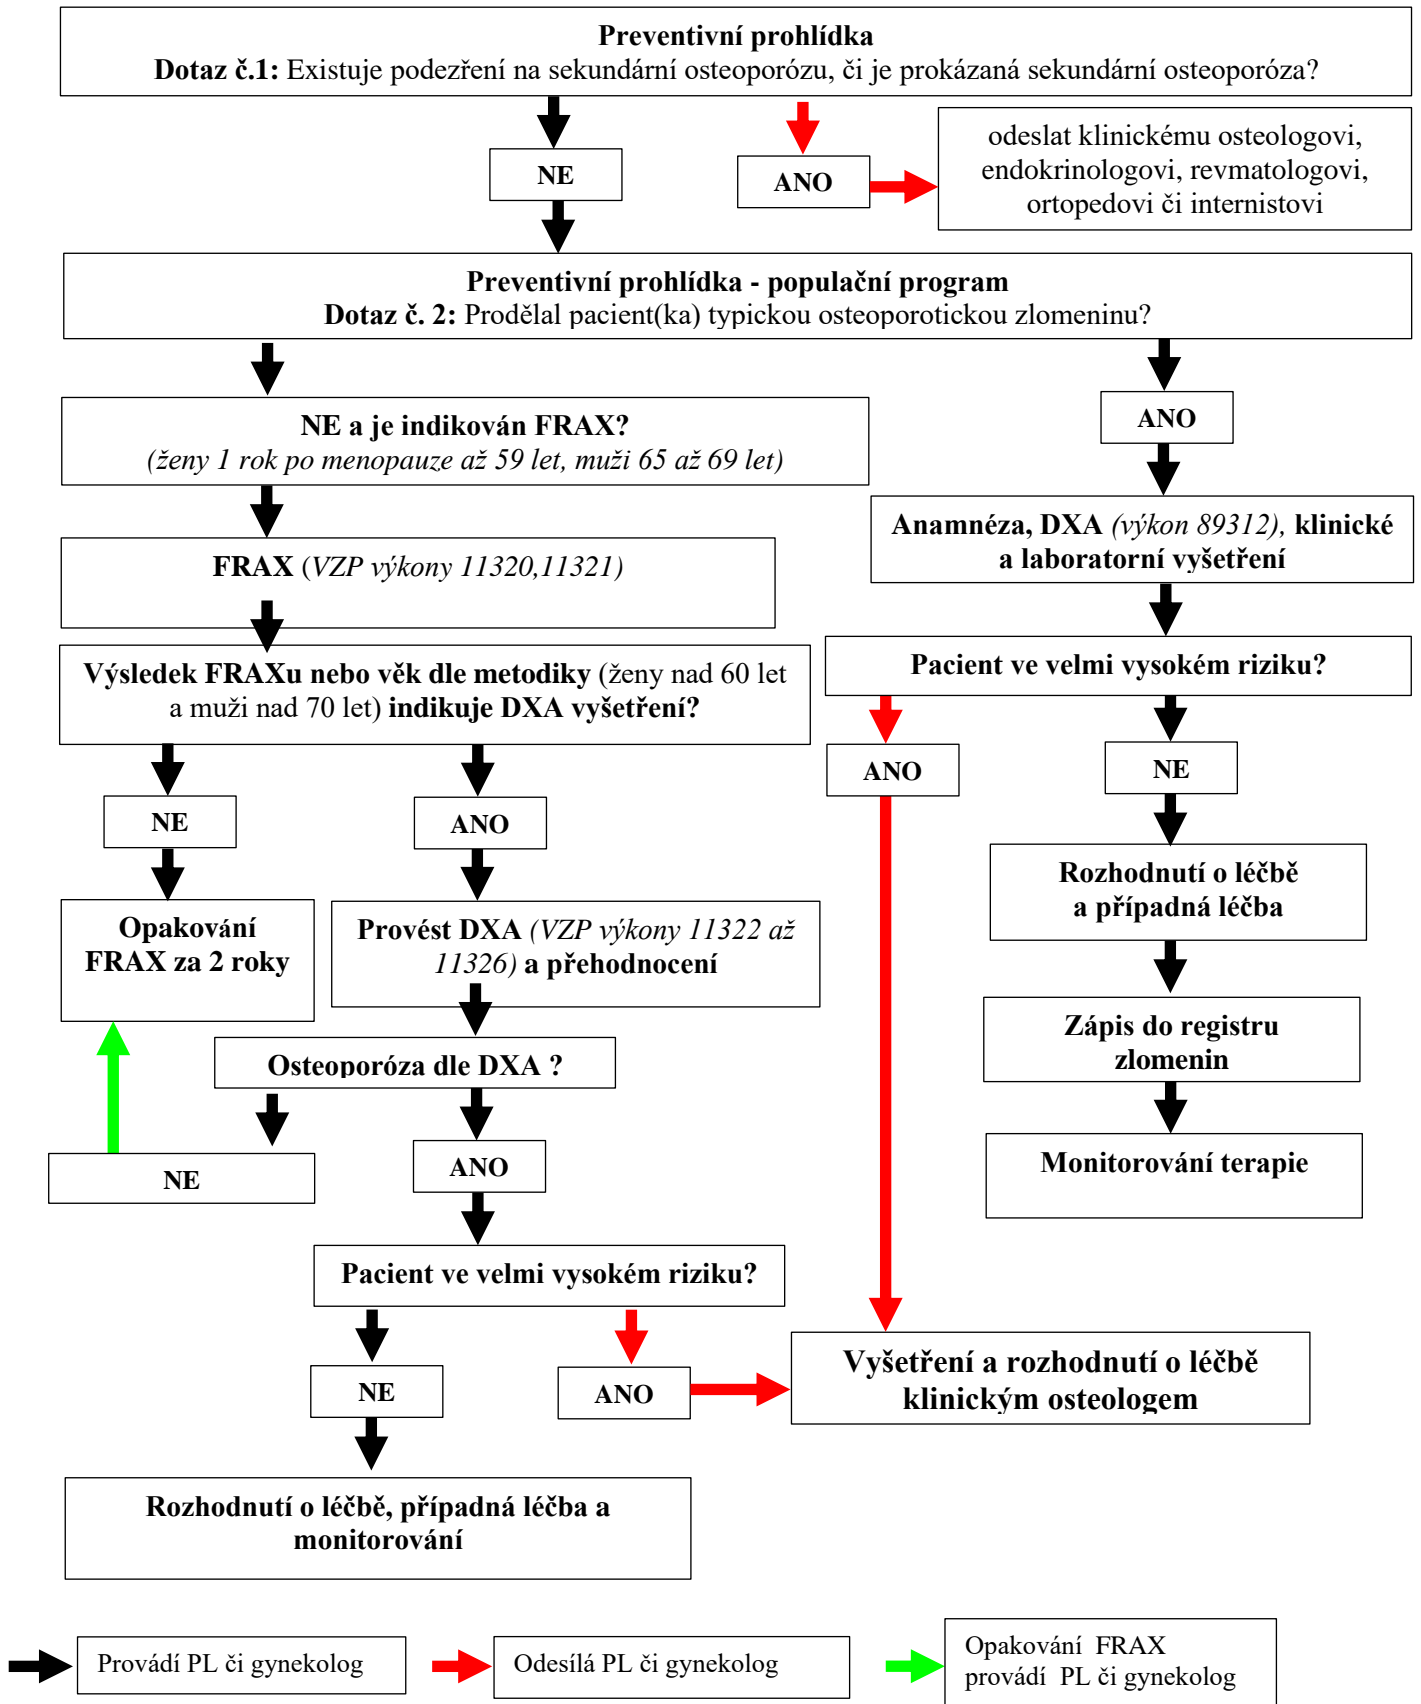 Preventivní prohlídka
Dotaz č.1: Existuje podezření na sekundární osteoporózu, či je prokázaná sekundární osteoporóza?
NE
ANO
odeslat klinickému osteologovi,
endokrinologovi, revmatologovi,
ortopedovi či internistovi
Preventivní prohlídka - populační program
Dotaz č. 2: Prodělal pacient(ka) typickou osteoporotickou zlomeninu?
NE a je indikován FRAX?
(ženy 1 rok po menopauze až 59 let, muži 65 až 69 let)
ANO
FRAX (VZP výkony 11320,11321)
Anamnéza, DXA (výkon 89312), klinické
a laboratorní vyšetření
Výsledek FRAXu nebo věk dle metodiky (ženy nad 60 let
a muži nad 70 let) indikuje DXA vyšetření?
Pacient ve velmi vysokém riziku?
NE
ANO
ANO
NE
Opakování
FRAX za 2 roky
Provést DXA (VZP výkony 11322 až
11326) a přehodnocení
Rozhodnutí o léčbě
a případná léčba
Osteoporóza dle DXA ?
Zápis do registru
zlomenin
NE
ANO
Monitorování terapie
Pacient ve velmi vysokém riziku?
NE
ANO
Vyšetření a rozhodnutí o léčbě
klinickým osteologem
Rozhodnutí o léčbě, případná léčba a
monitorování
Provádí PL či gynekolog
Odesílá PL či gynekolog
Opakování  FRAX
provádí  PL či gynekolog